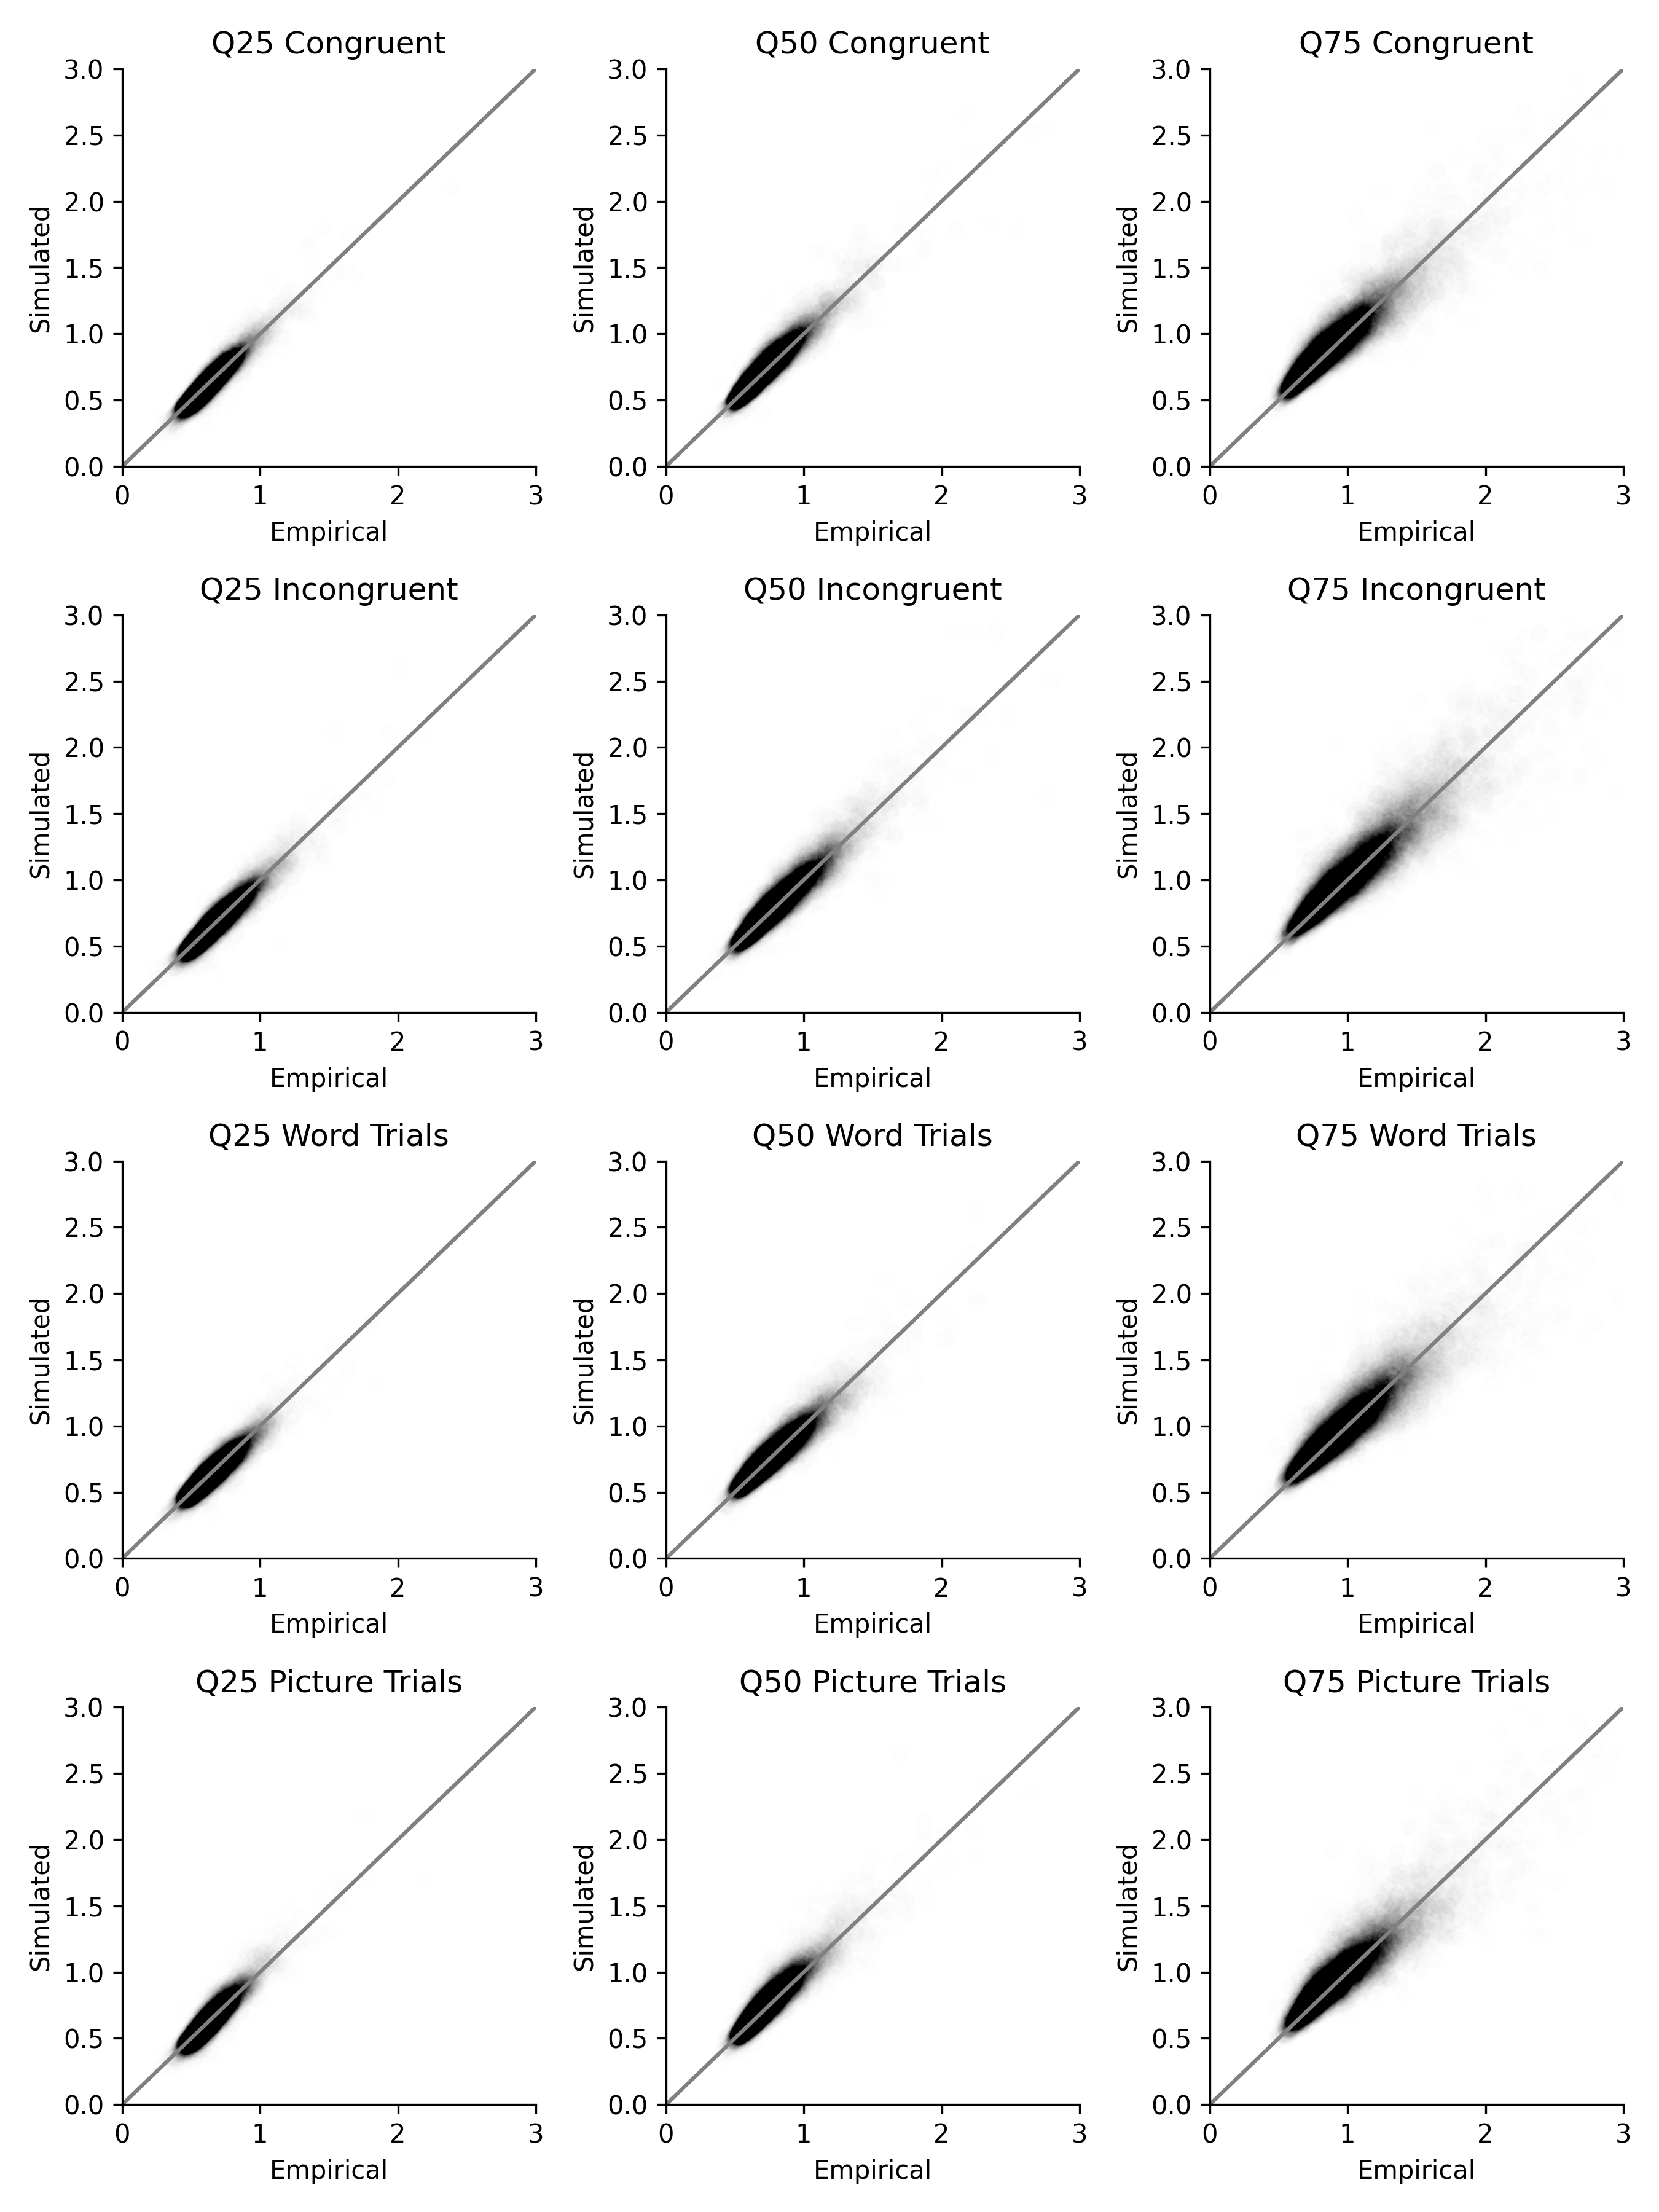 Q25 Congruent
3.0
2.5
2.0
1.5
1.0
0.5
0.0
Simulated
0 1 2 3
Empirical
Q50 Congruent
3.0
2.5
2.0
1.5
1.0
0.5
0.0
Simulated
0 1 2 3
Empirical
Q75 Congruent
3.0
2.5
2.0
1.5
1.0
0.5
0.0
Simulated
0 1 2 3
Empirical
Q25 Incongruent
3.0
2.5
2.0
1.5
1.0
0.5
0.0
Simulated
0 1 2 3
Empirical
Q50 Incongruent
3.0
2.5
2.0
1.5
1.0
0.5
0.0
Simulated
0 1 2 3
Empirical
Q75 Incongruent
3.0
2.5
2.0
1.5
1.0
0.5
0.0
Simulated
0 1 2 3
Empirical
Q25 Word Trials
3.0
2.5
2.0
1.5
1.0
0.5
0.0
Simulated
0 1 2 3
Empirical
Q50 Word Trials
3.0
2.5
2.0
1.5
1.0
0.5
0.0
Simulated
0 1 2 3
Empirical
Q75 Word Trials
3.0
2.5
2.0
1.5
1.0
0.5
0.0
Simulated
0 1 2 3
Empirical
Q25 Picture Trials
3.0
2.5
2.0
1.5
1.0
0.5
0.0
Simulated
0 1 2 3
Empirical
Q50 Picture Trials
3.0
2.5
2.0
1.5
1.0
0.5
0.0
Simulated
0 1 2 3
Empirical
Q75 Picture Trials
3.0
2.5
2.0
1.5
1.0
0.5
0.0
Simulated
0 1 2 3
Empirical